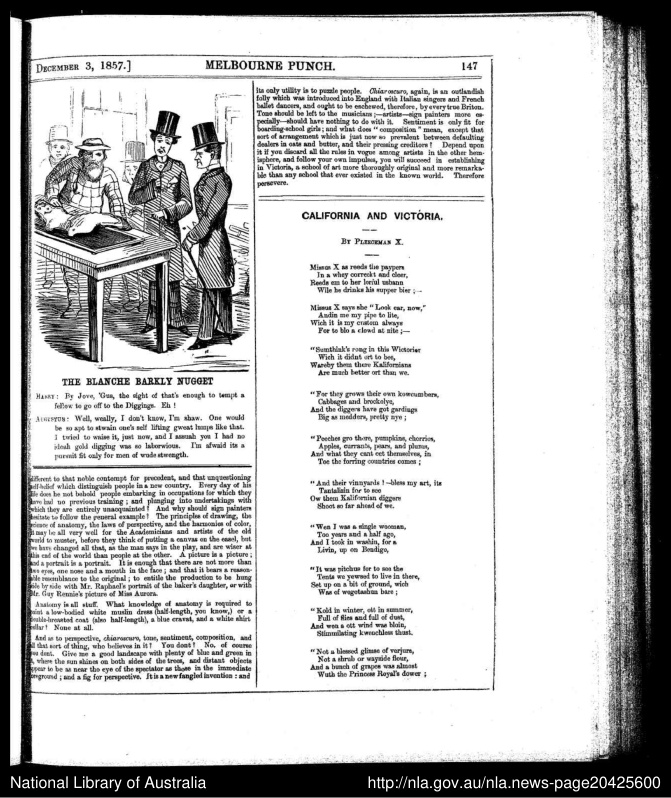 DECEMBER 3, 1857.]
MELBOURNE PUNCH.
147
THE BLANCHE BARKLY NUGGET
HARRY: By Jove, 'Gus, the sight of that's enough to tempt a
fellow to go off to the Diggings. Eh!
AUGUSTUS: Well, weally, I don't know, I'm shaw. One would
be so apt to stwain one's self lifting gweat lumps like that.
I twied to waise it, just now, and I assuah you I had no
ideah gold digging was so laborwious. I'm afwaid its a
pursuit fit only for men of wude stwength.
different to that noble contempt for precedent, and that unquestioning
self-belief which distinguish people in a new country. Every day of his
life does he not behold people embarking in occupations for which they
have had no previous training; and plunging into undertakings with
which they are entirely unacquainted? And why should sign painters
hesitate to follow the general example? The principles of drawing, the
science of anatomy, the laws of perspective, and the harmonies of color,
it may be all very well for the Academicians and artists of the old
world to muster, before they think of putting a canvas on the easel, but
we have changed all that, as the man says in the play, and are wiser at
this end of the world than people at the other. A picture is a picture;
and a portrait is a portrait. It is enough that there are not more than
two eyes, one nose and a mouth in the face; and that it bears a reason-
able resemblance to the original; to entitle the production to be hung
side by side with Mr. Raphael's portrait of the baker's daughter, or with
Mr. Guy Rennie's picture of Miss Aurora.
Anatomy is all stuff. What knowledge of anatomy is required to
paint a low-bodied white muslin dress (half-length, you know,) or a
double-breasted coat (also half-length), a blue cravat, and a white shirt
collar? None at all.
And as to perspective, chiaroscuro, tone, sentiment, composition, and
all that sort of thing, who believes in it? You dont! No, of course
you dont. Give me a good landscape with plenty of blue and green in
it, where the sun shines on both sides of the trees, and distant objects
appear to be as near the eye of the spectator as those in the immediate
foreground; and a fig for perspective. It is a new fangled invention: and
its only utility is to puzzle people. Chiaroscuro, again, is an outlandish
folly which was introduced into England with Italian singers and French
ballet dancers, and ought to be eschewed, therefore, by every true Briton.
Tone should be left to the musicians;—artists—sign painters more es-
pecially—should have nothing to do with it. Sentiment is only fit for
boarding-school girls; and what does "composition" mean, except that
sort of arrangement which is just now so prevalent between defaulting
dealers in oats and butter, and their pressing creditors? Depend upon
it if you discard all the rules in vogue among artists in the other hem-
isphere, and follow your own impulses, you will succeed in establishing
in Victoria, a school of art more thoroughly original and more remarka-
ble than any school that ever existed in the known world. Therefore
persevere.
CALIFORNIA AND VICTORIA.
BY PLEECEMAN X.
Missus X as reeds the paypers
In a whey correckt and cloer,
Reeds em to her lorful usbann
Wile he drinks his supper bier;—
Missus X says she "Look ear, now,"
Andin me my pipe to lite,
Wich it is my custom always
For to blo a clowd at nite;—
"Sumthink's rong in this Victorier
Wich it didnt ort to bee,
Wareby them there Kalifornians
Are much better ort than we.
"For they grows their own kowcumbers,
Cabbages and brockolye,
And the diggers have got gardings
Big as medders, pretty nye;
"Peeches gro there, pumpkins, cherries,
Apples, currants, pears, and plums,
And what they cant eet themselves, in
Too the forring countries comes;
"And their vinnyards!—bless my art, its
Tantalisin for to see
Ow them Kalifornian diggers
Shoot so far ahead of we.
"Wen I was a single wooman,
Too years and a half ago,
And I took in washin, for a
Livin, up on Bendigo,
"It was pitchus for to see the
Tents we yewsed to live in there,
Set up on a bit of ground, wich
Was of wegetashun bare;
"Kold in winter, ott in summer,
Full of flies and full of dust,
And wen a ott wind was bloin,
Stimmilating kwenchless thust.
"Not a blessed glimse of verjure,
Not a shrub or wayside flour,
And a bunch of grapes was almost
Wuth the Princess Royal's dower;
National Library of Australia
http://nla.gov.au/nla.news-page20425600